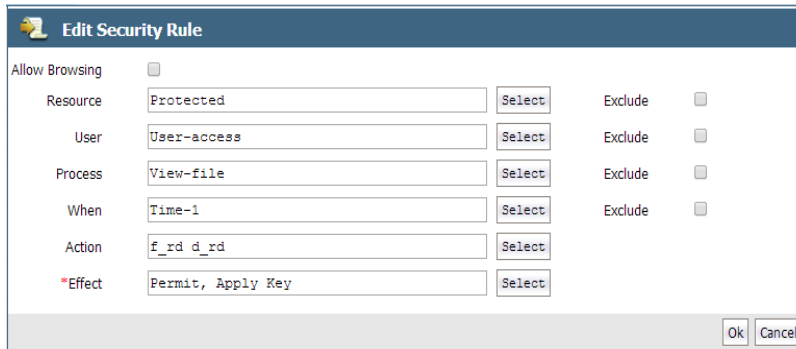 Edit Security Rule
Allow Browsing
Resource Protected Select Exclude
User User-access Select Exclude
Process View-file Select Exclude
When Time-1 Select Exclude
Action f_rd d_rd Select
*Effect Permit, Apply Key Select
Ok Cancel